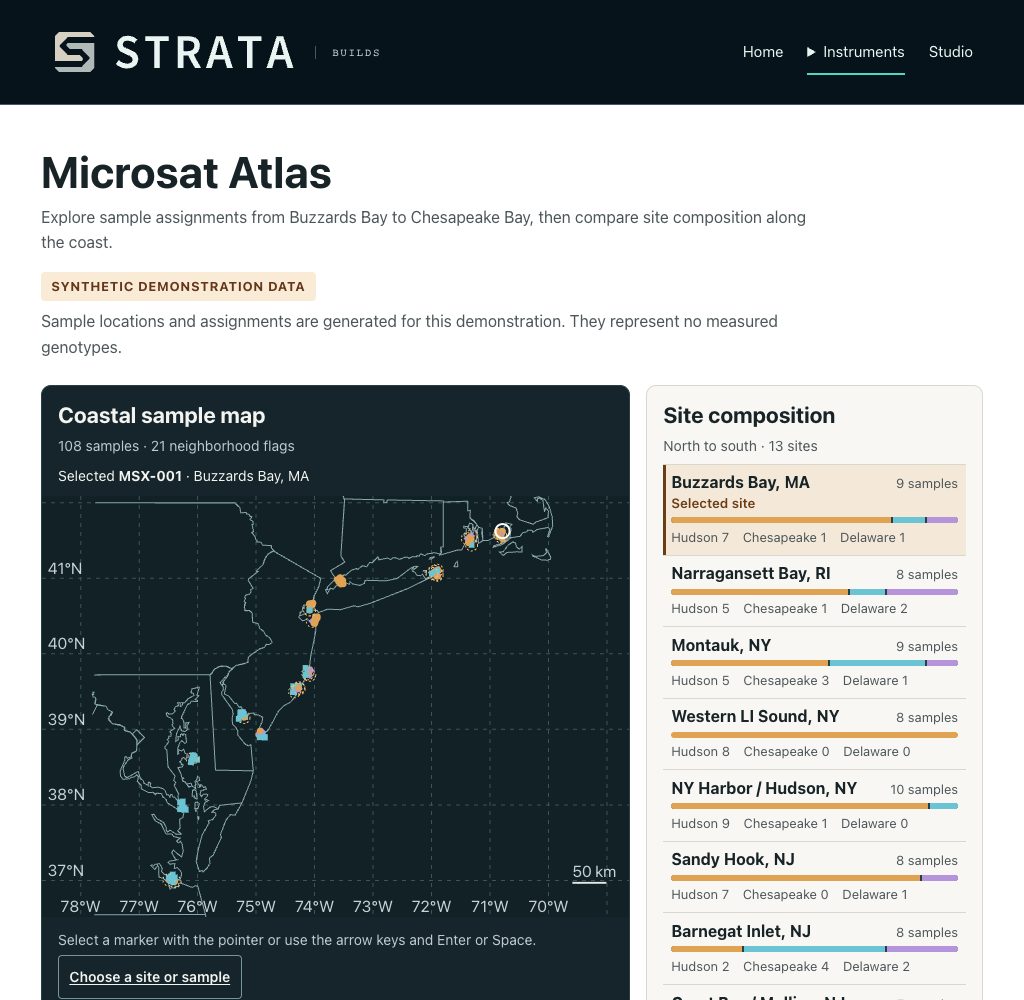 STRATA
BUILDS
Home
Instruments
Studio
Microsat Atlas
Explore sample assignments from Buzzards Bay to Chesapeake Bay, then compare site composition along
the coast.
SYNTHETIC DEMONSTRATION DATA
Sample locations and assignments are generated for this demonstration. They represent no measured
genotypes.
Coastal sample map
108 samples · 21 neighborhood flags
Selected MSX-001 · Buzzards Bay, MA
41°N
40°N
39°N
38°N
37°N
50 km
78°W 77°W 76°W 75°W 74°W 73°W 72°W 71°W 70°W
Select a marker with the pointer or use the arrow keys and Enter or Space.
Choose a site or sample
Site composition
North to south · 13 sites
Buzzards Bay, MA 9 samples
Selected site
Hudson 7 Chesapeake 1 Delaware 1
Narragansett Bay, RI 8 samples
Hudson 5 Chesapeake 1 Delaware 2
Montauk, NY 9 samples
Hudson 5 Chesapeake 3 Delaware 1
Western LI Sound, NY 8 samples
Hudson 8 Chesapeake 0 Delaware 0
NY Harbor / Hudson, NY 10 samples
Hudson 9 Chesapeake 1 Delaware 0
Sandy Hook, NJ 8 samples
Hudson 7 Chesapeake 0 Delaware 1
Barnegat Inlet, NJ 8 samples
Hudson 2 Chesapeake 4 Delaware 2